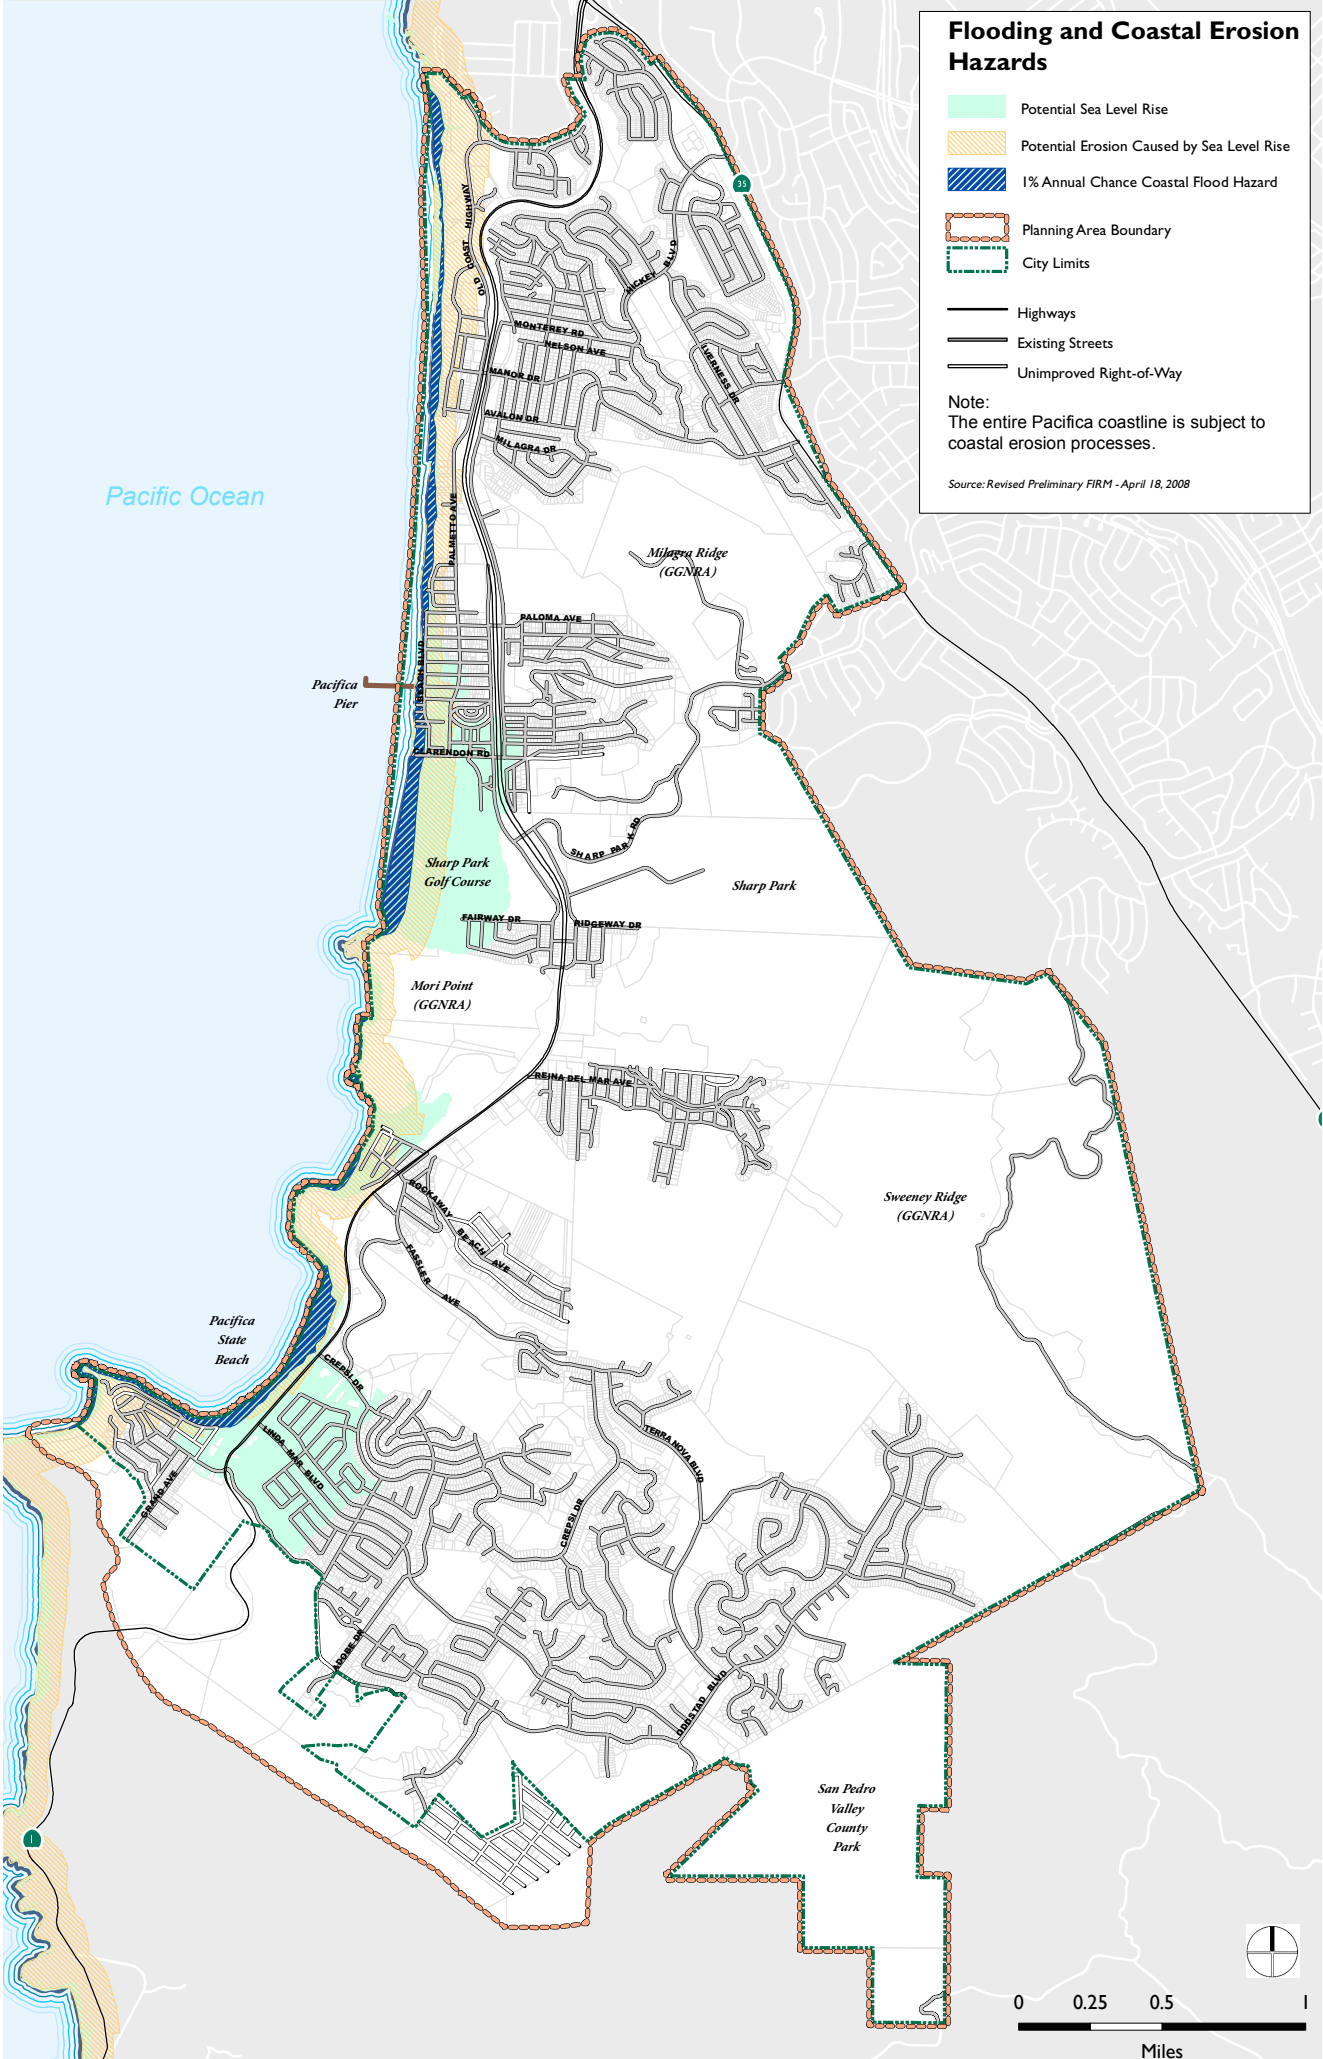 Flooding and Coastal Erosion
Hazards
Potential Sea Level Rise
Potential Erosion Caused by Sea Level Rise
1% Annual Chance Coastal Flood Hazard
Planning Area Boundary
City Limits
Highways
Existing Streets
Unimproved Right-of-Way
Note:
The entire Pacifica coastline is subject to
coastal erosion processes.
Source: Revised Preliminary FIRM - April 18, 2008
35
OLD COAST HIGHWAY
HICKEY BLVD
MONTEREY RD
NELSON AVE
MANOR DR
IVERNESS DR
AVALON DR
MILAGRA DR
Pacific Ocean
PALMETTO AVE
Milagra Ridge
(GGNRA)
PALOMA AVE
BEACH BLVD
Pacifica
Pier
CLARENDON RD
SHARP PARK RD
Sharp Park
Golf Course
Sharp Park
FAIRWAY DR
RIDGEWAY DR
Mori Point
(GGNRA)
REINA DEL MAR AVE
ROCKAWAY BEACH AVE
Sweeney Ridge
(GGNRA)
FASSLER AVE
Pacifica
State
Beach
CREPSI DR
LINDA MAR BLVD
TERRA NOVA BLVD
GRAND AVE
CREPSI DR
ADOBE DR
ODDSTAD BLVD
San Pedro
Valley
County
Park
1
0 0.25 0.5 1
Miles